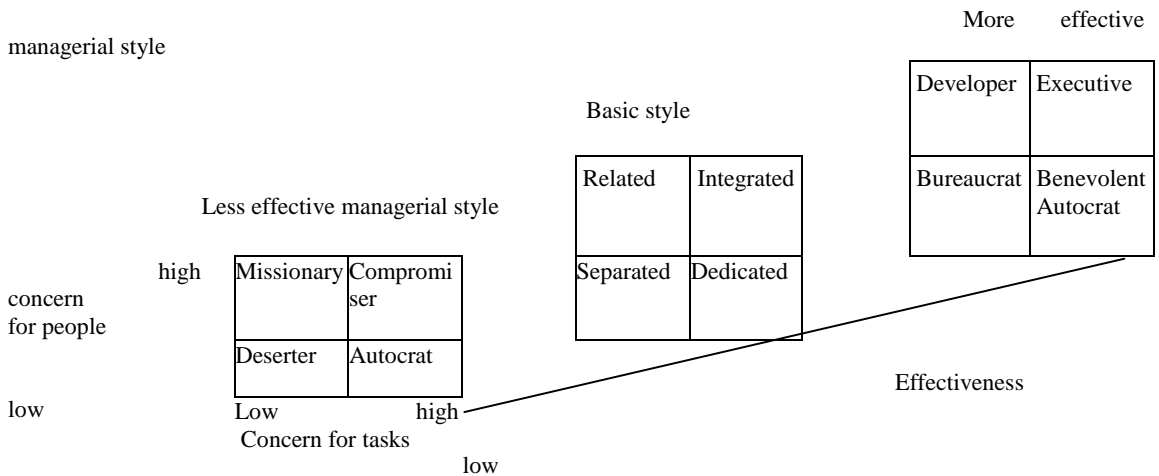 More effective
managerial style
Developer Executive
Basic style
Related Integrated
Bureaucrat Benevolent
Autocrat
Less effective managerial style
high Missionary Compromi
ser
Separated Dedicated
concern
for people
Deserter Autocrat
Effectiveness
low Low high
Concern for tasks
low